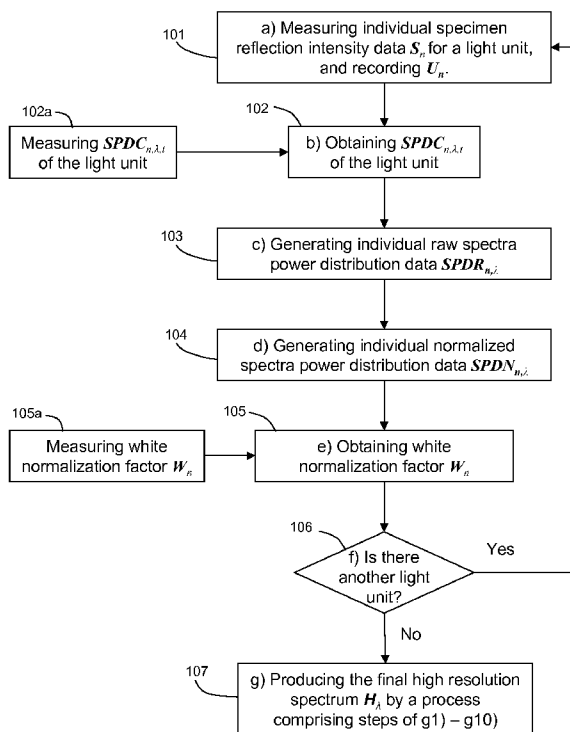 101
a) Measuring individual specimen
reflection intensity data Sn for a light unit,
and recording Un.
102a
102
Measuring SPDCn,λ,t
of the light unit
b) Obtaining SPDCn,λ,t
of the light unit
103
c) Generating individual raw spectra
power distribution data SPDRn,λ
104
d) Generating individual normalized
spectra power distribution data SPDNn,λ
105a
105
Measuring white
normalization factor Wn
e) Obtaining white
normalization factor Wn
106
f) Is there
another light
unit?
Yes
No
107
g) Producing the final high resolution
spectrum Hλ by a process
comprising steps of g1) – g10)